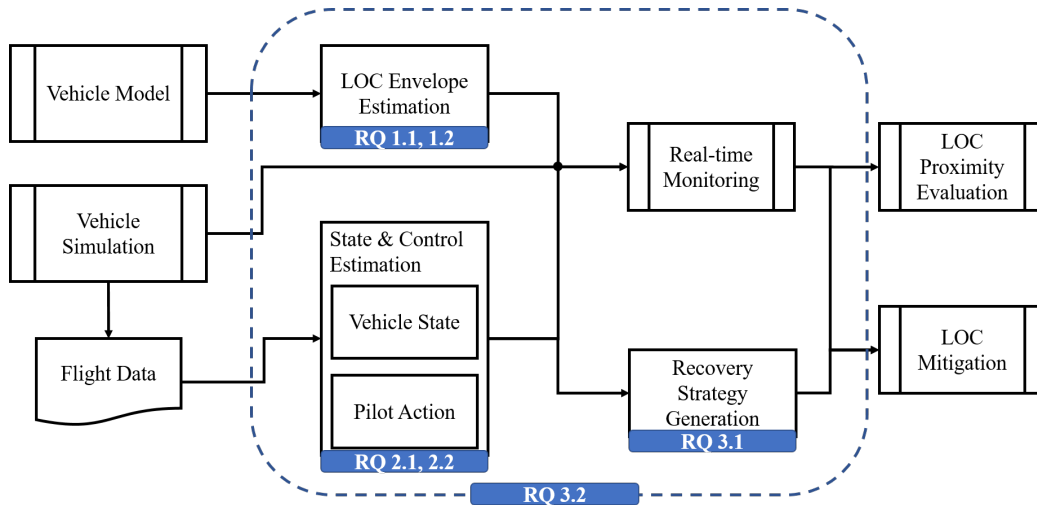 Vehicle Model
LOC Envelope
Estimation
RQ 1.1, 1.2
Real-time
Monitoring
LOC
Proximity
Evaluation
Vehicle
Simulation
State & Control
Estimation
Vehicle State
Pilot Action
RQ 2.1, 2.2
Flight Data
Recovery
Strategy
Generation
RQ 3.1
LOC
Mitigation
RQ 3.2